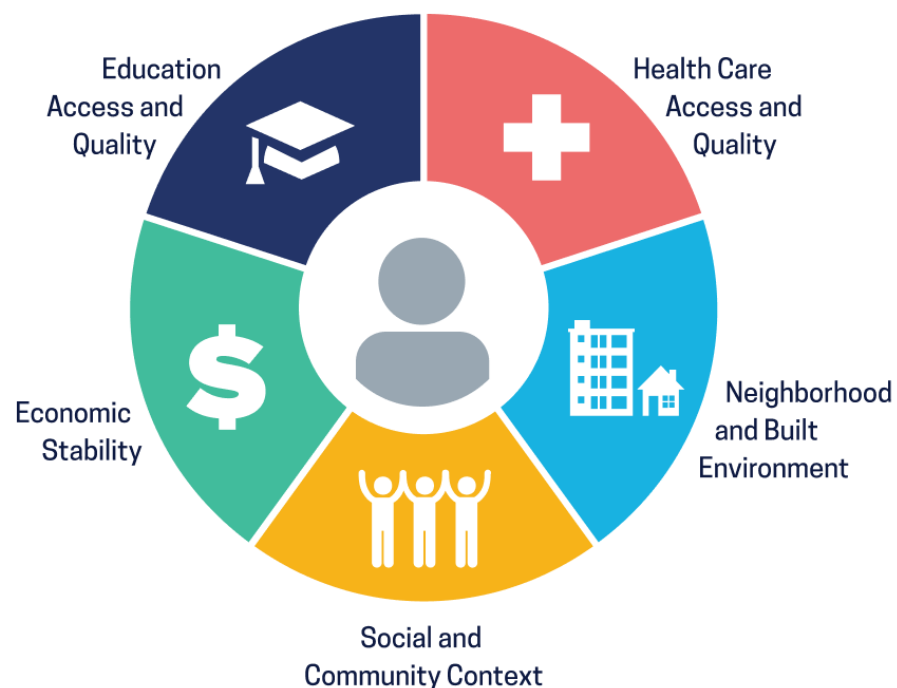 Education
Access and
Quality
Health Care
Access and
Quality
Economic
Stability
Neighborhood
and Built
Environment
Social and
Community Context